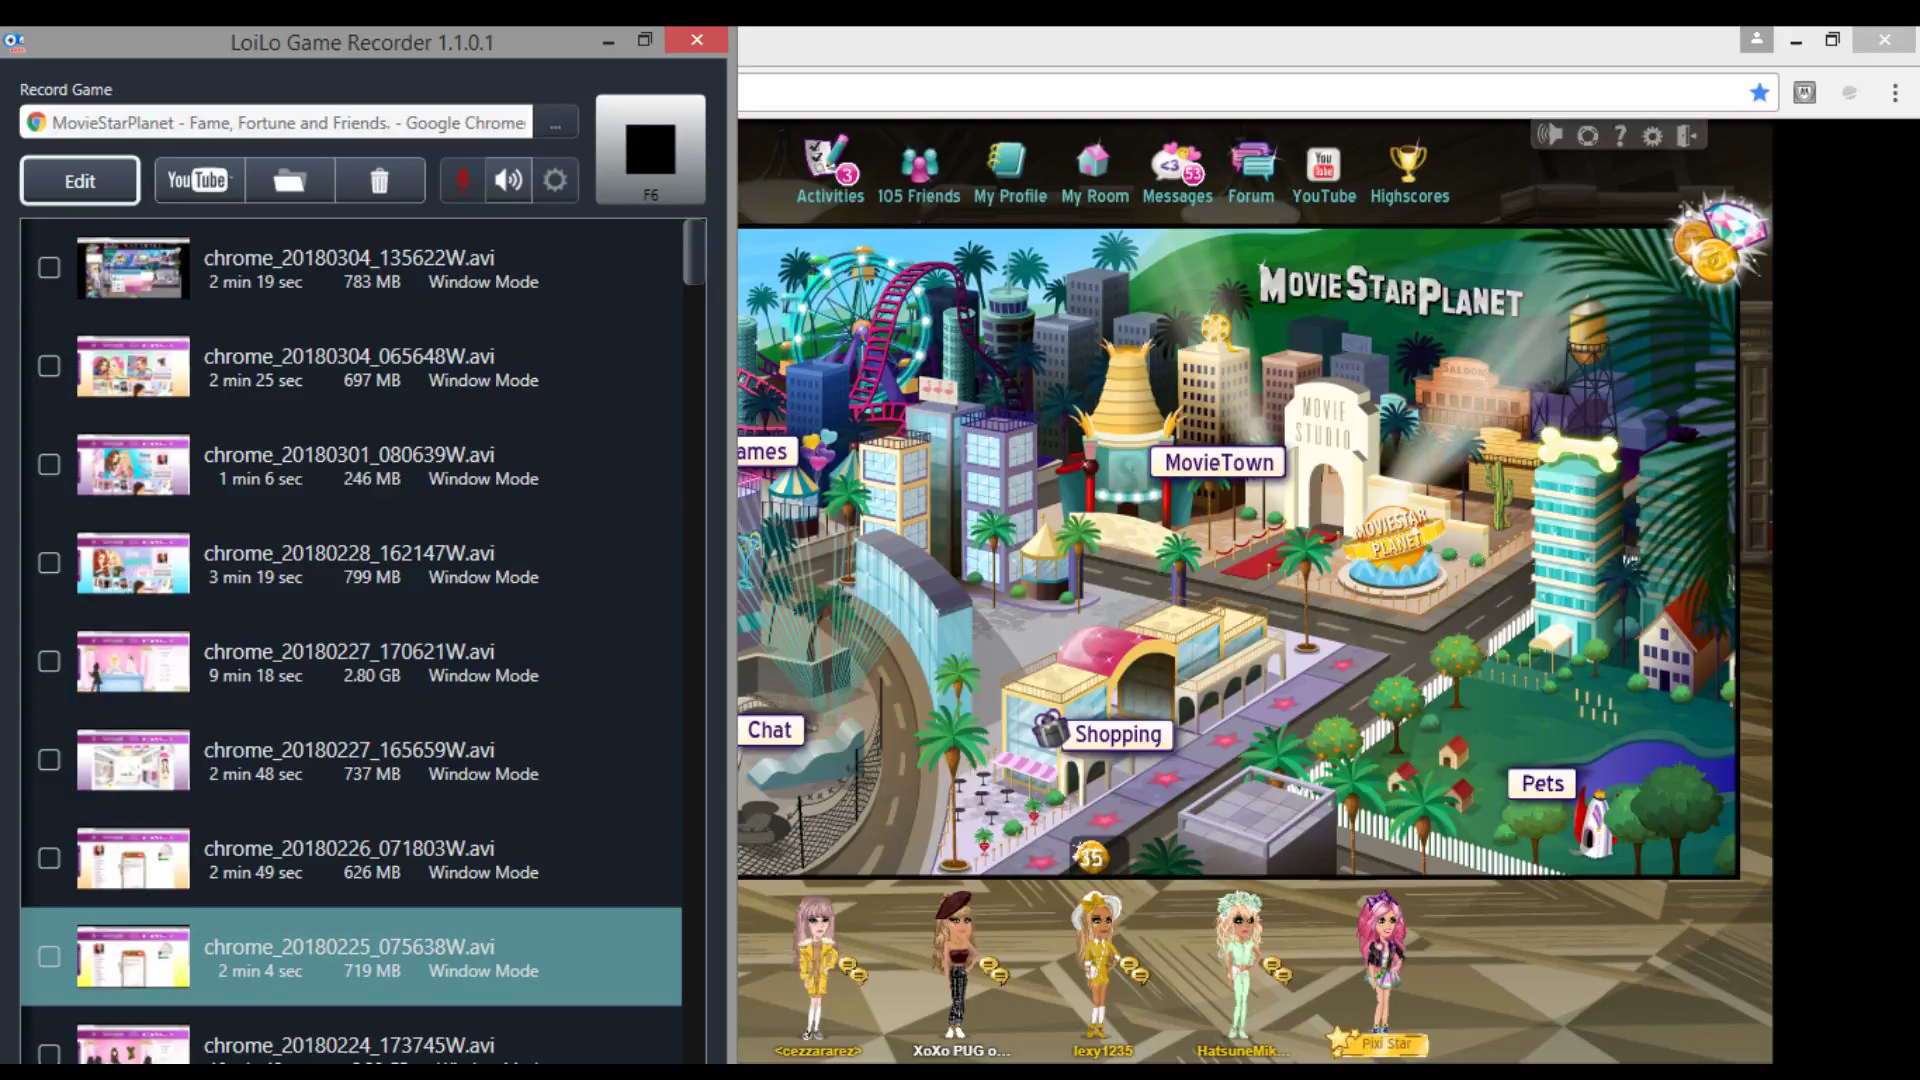 LoiLo Game Recorder 1.1.0.1
Record Game
MovieStarPlanet - Fame, Fortune and Friends. - Google Chrome
...
F6
Edit
YouTube
chrome_20180304_135622W.avi
2 min 19 sec 783 MB Window Mode
chrome_20180304_065648W.avi
2 min 25 sec 697 MB Window Mode
chrome_20180301_080639W.avi
1 min 6 sec 246 MB Window Mode
chrome_20180228_162147W.avi
3 min 19 sec 799 MB Window Mode
chrome_20180227_170621W.avi
9 min 18 sec 2.80 GB Window Mode
chrome_20180227_165659W.avi
2 min 48 sec 737 MB Window Mode
chrome_20180226_071803W.avi
2 min 49 sec 626 MB Window Mode
chrome_20180225_075638W.avi
2 min 4 sec 719 MB Window Mode
chrome_20180224_173745W.avi
3
<3
53
You Tube
?
Activities 105 Friends My Profile My Room Messages Forum YouTube Highscores
MOVIESTARPLANET
SALOON
MOVIE
STUDIO
ames
MovieTown
MOVIESTAR
PLANET
Chat
Shopping
Pets
35
<cezzararez> XoXo PUG o... lexy1235 HatsuneMik... Pixi Star